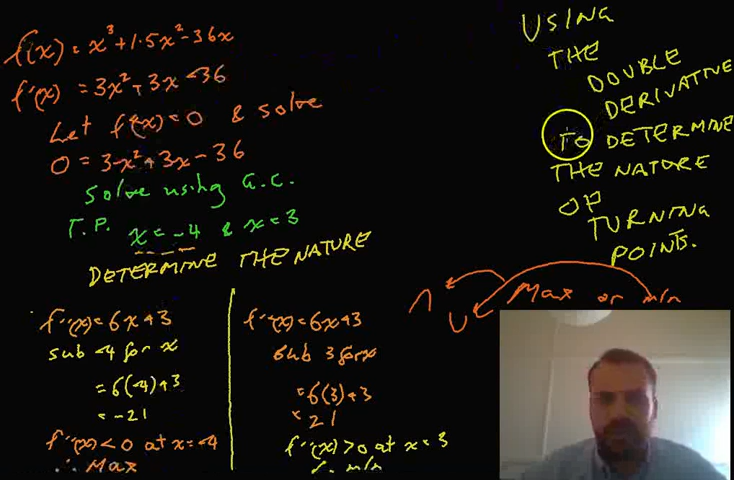 f(x) = x³ + 1.5x² - 36x
f'(x) = 3x² + 3x - 36
Let f'(x) = 0 & solve
0 = 3x² + 3x - 36
Solve using G.C.
T.P. x = -4 & x = 3
DETERMINE THE NATURE
f''(x) = 6x + 3
sub -4 for x
= 6(-4) + 3
= -21
f''(x) < 0 at x = -4
∴ Max
f''(x) = 6x + 3
Sub 3 for x
= 6(3) + 3
= 21
f''(x) > 0 at x = 3
∴ min
USING
THE
DOUBLE
DERIVATIVE
TO DETERMINE
THE NATURE
OF
TURNING
POINTS.
Max or min